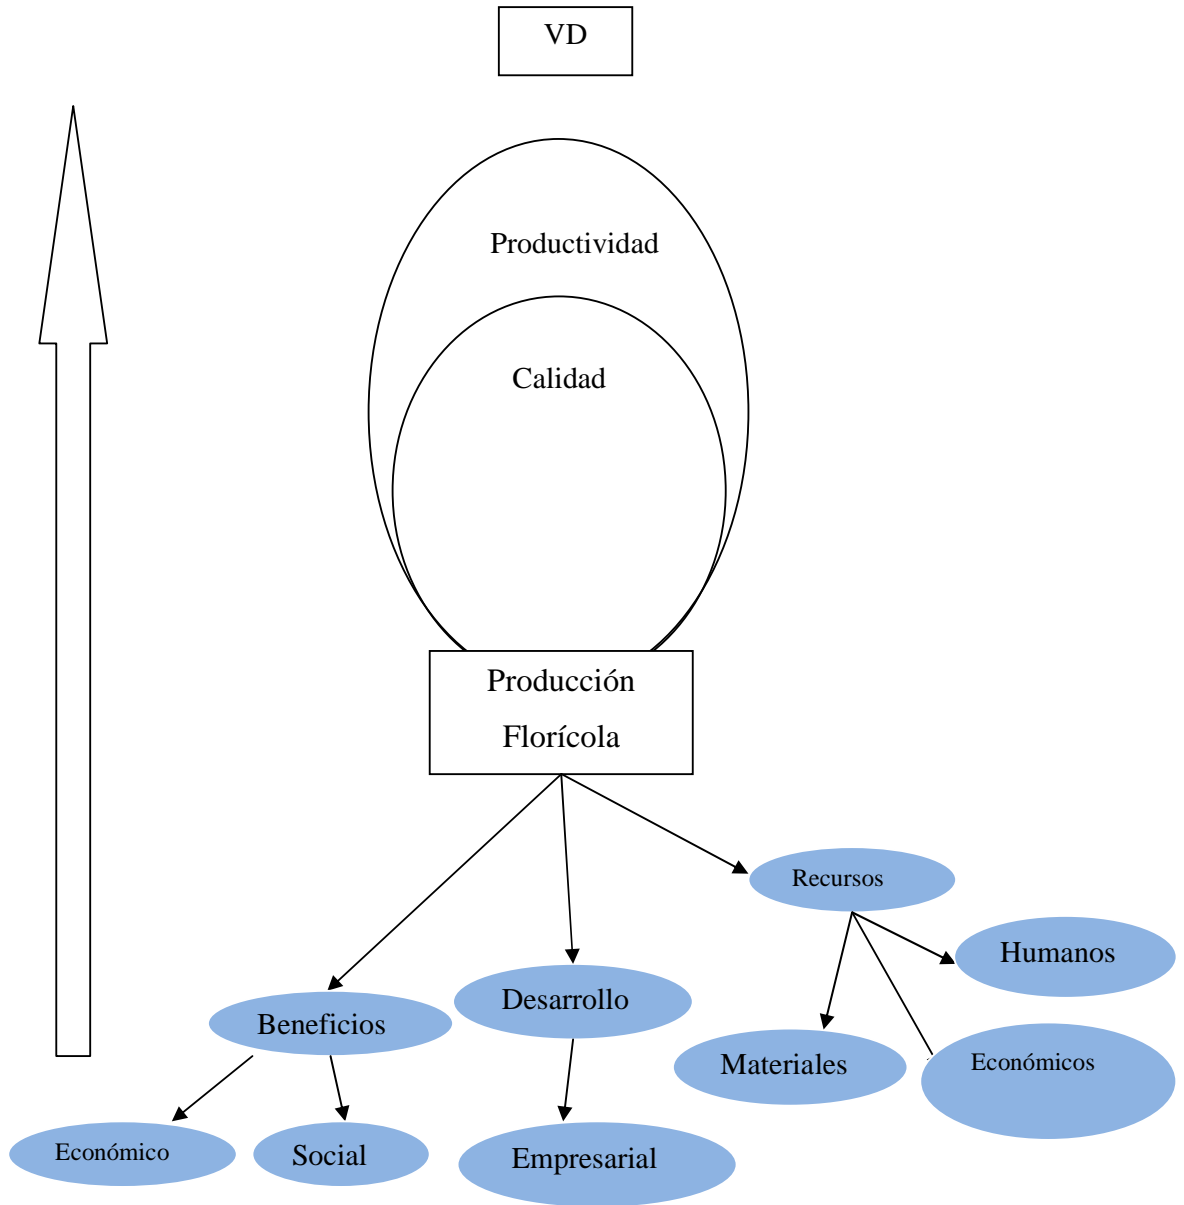 VD
Productividad
Calidad
Producción
Florícola
Recursos
Humanos
Desarrollo
Beneficios
Materiales
Económicos
Económico
Social
Empresarial